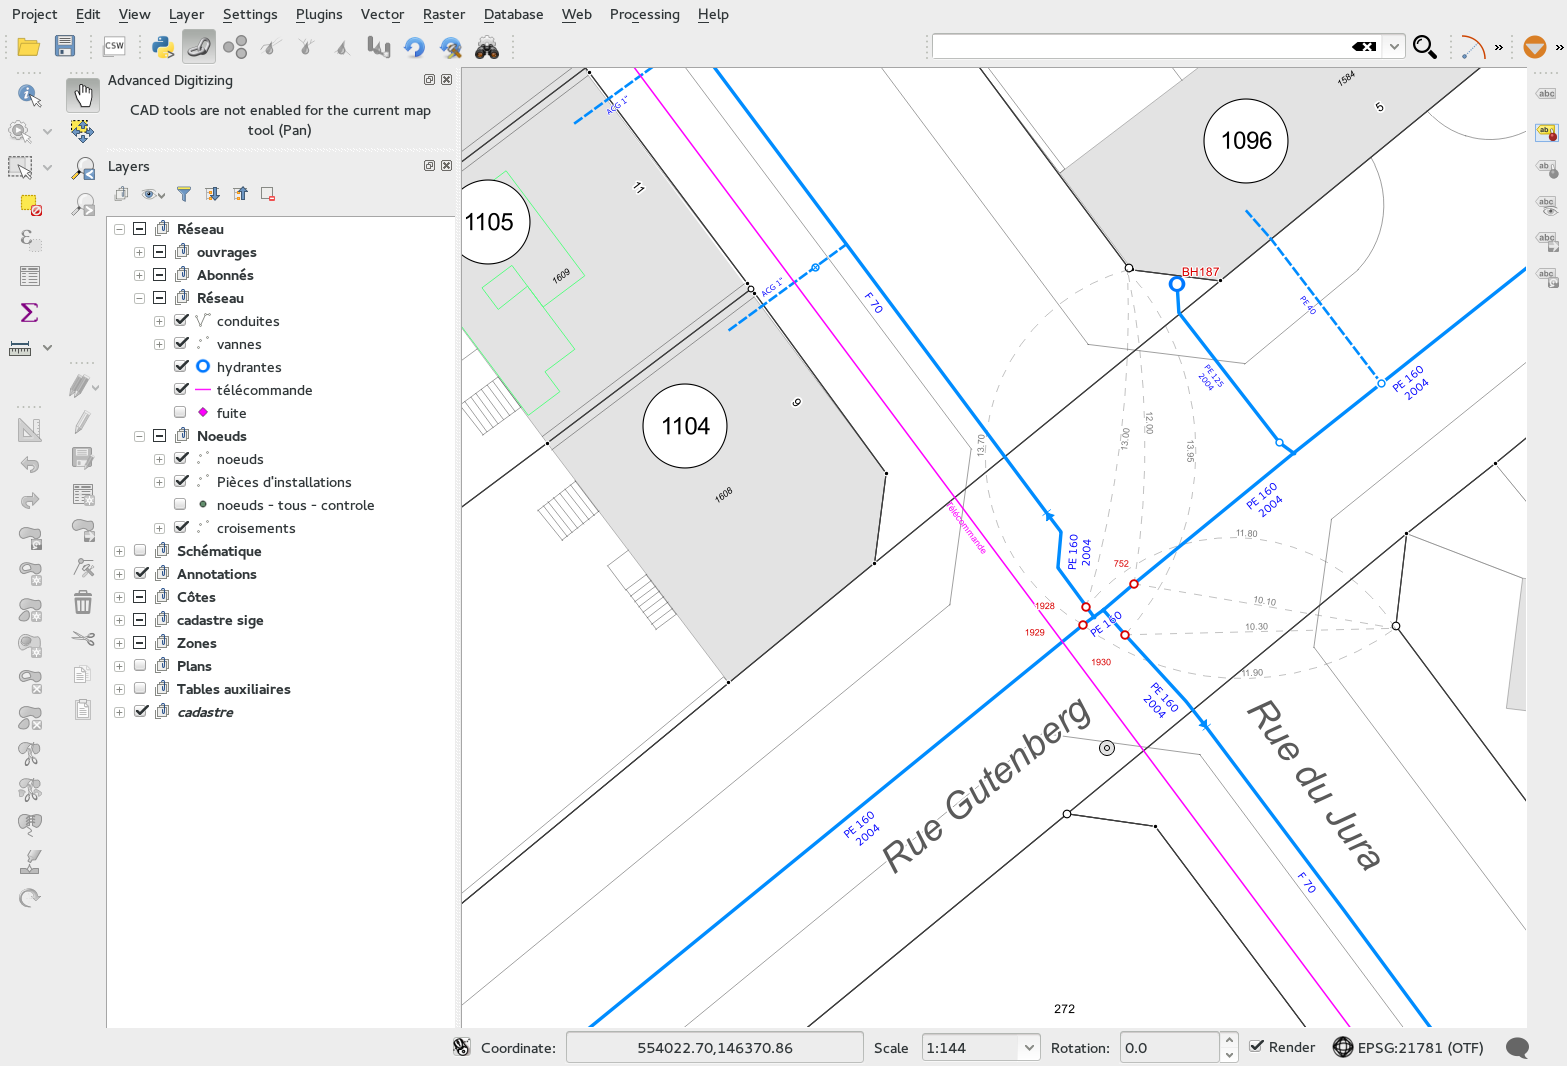 Project Edit View Layer Settings Plugins Vector Raster Database Web Processing Help
CSW
Advanced Digitizing
CAD tools are not enabled for the current map
tool (Pan)
Layers
Réseau
ouvrages
Abonnés
Réseau
conduites
vannes
hydrantes
télécommande
fuite
Noeuds
noeuds
Pièces d'installations
noeuds - tous - controle
croisements
Schématique
Annotations
Côtes
cadastre sige
Zones
Plans
Tables auxiliaires
cadastre
ACG 1"
11
1105
1609
ACG 1"
F 70
9
1104
1608
1584
5
1096
BH187
PE 40
PE 125
2004
PE 160
2004
13.70
13.00
12.00
13.95
PE 160
2004
Télécommande
PE 160
2004
11.80
752
10.10
1928
PE 160
10.30
1929
1930
11.90
PE 160
2004
Rue Gutenberg
Rue du Jura
PE 160
2004
F 70
272
abc
ab
ab
abc
abc
abc
Coordinate: 554022.70,146370.86 Scale 1:144 Rotation: 0.0 Render EPSG:21781 (OTF)